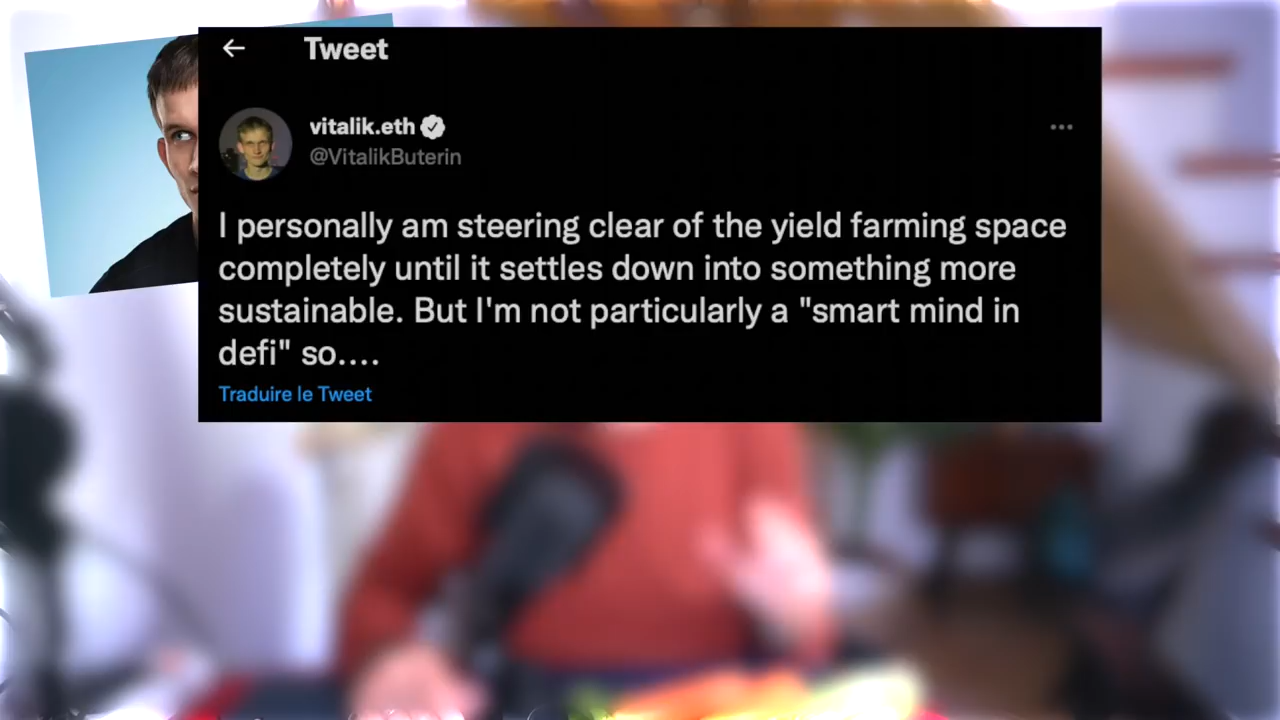 Tweet
vitalik.eth
@VitalikButerin
I personally am steering clear of the yield farming space
completely until it settles down into something more
sustainable. But I'm not particularly a "smart mind in
defi" so....
Traduire le Tweet